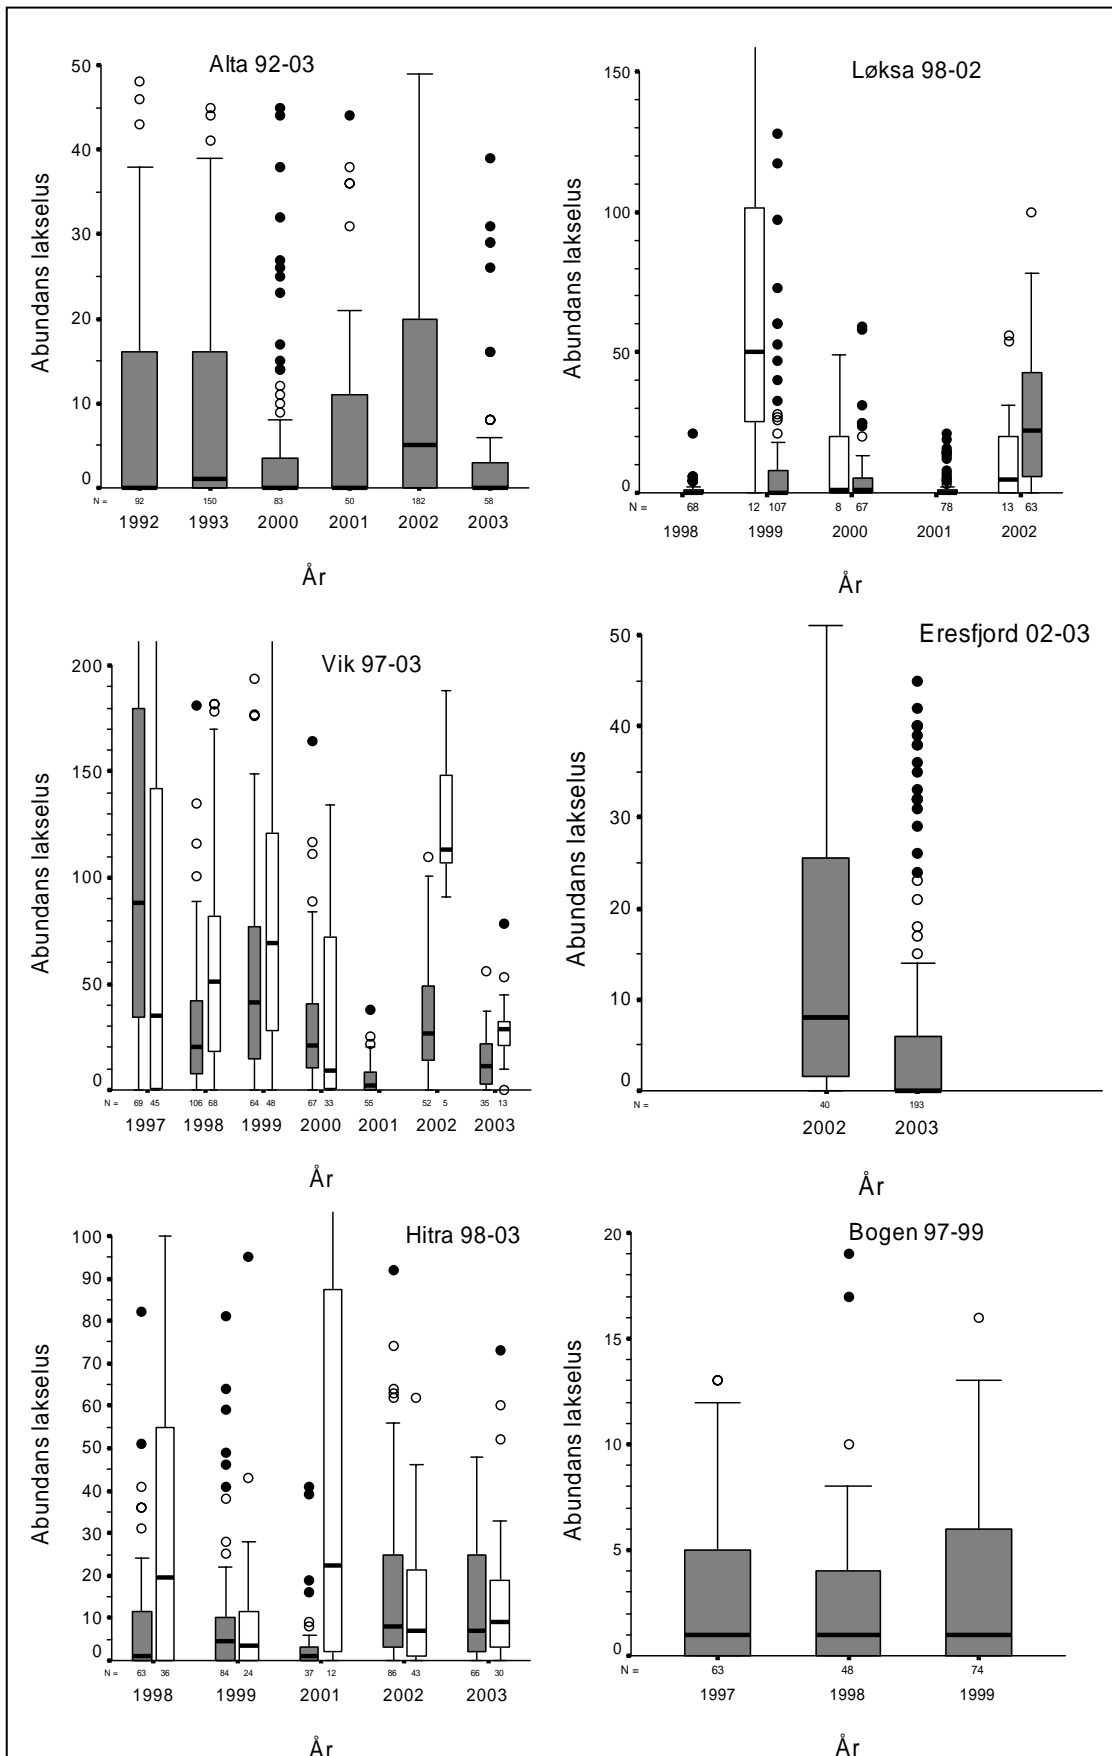 Alta 92-03
Abundans lakselus
50
40
30
20
10
0
N = 92 150 83 50 182 58
1992 1993 2000 2001 2002 2003
År
Løksa 98-02
Abundans lakselus
150
100
50
0
N = 68 12 107 8 67 78 13 63
1998 1999 2000 2001 2002
År
Vik 97-03
Abundans lakselus
200
150
100
50
0
N = 69 45 106 68 64 48 67 33 55 52 5 35 13
1997 1998 1999 2000 2001 2002 2003
År
Eresfjord 02-03
Abundans lakselus
50
40
30
20
10
0
N = 40 193
2002 2003
År
Hitra 98-03
Abundans lakselus
100
90
80
70
60
50
40
30
20
10
0
N = 63 36 84 24 37 12 86 43 66 30
1998 1999 2001 2002 2003
År
Bogen 97-99
Abundans lakselus
20
15
10
5
0
N = 63 48 74
1997 1998 1999
År